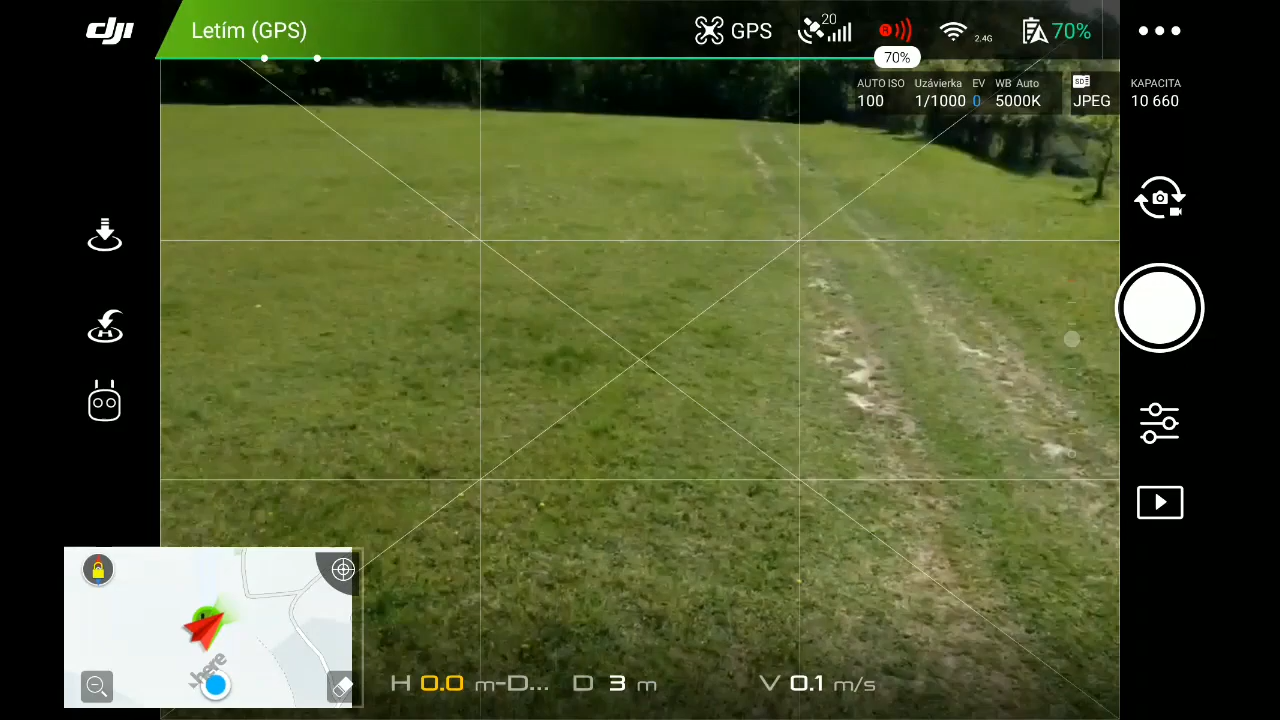 dji
Letím (GPS)
GPS
20
R
2.4G
70%
70%
AUTO ISO
100
Uzávierka
1/1000
EV
0
WB Auto
5000K
SD
JPEG
KAPACITA
10 660
H
here
H 0.0 m-D... D 3 m V 0.1 m/s